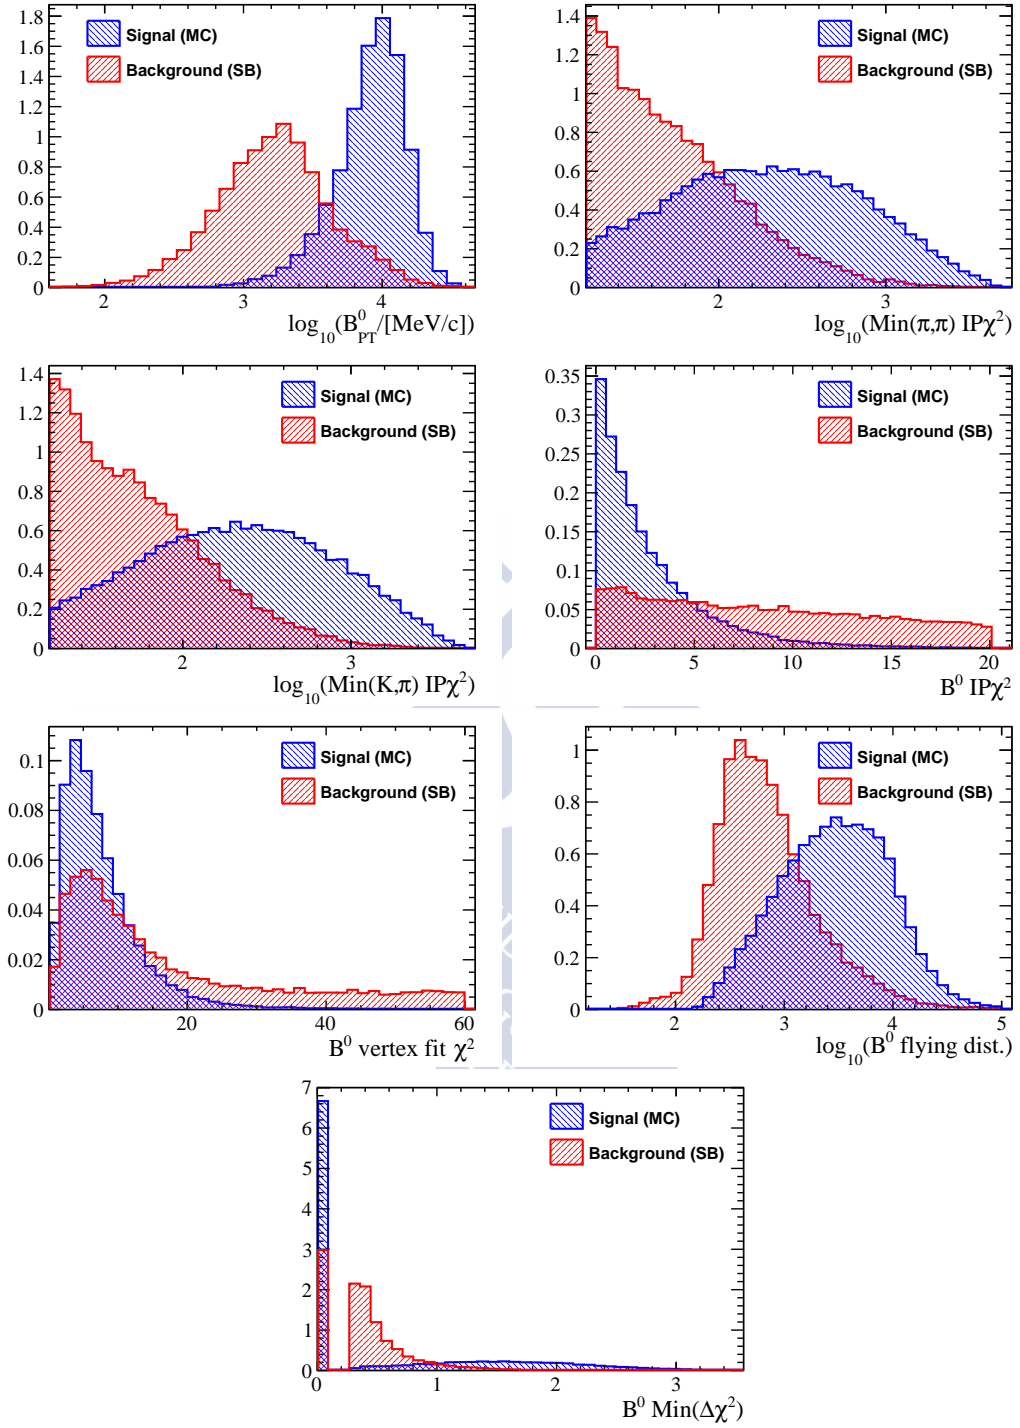 1.8
1.6
1.4
1.2
1
0.8
0.6
0.4
0.2
0
Signal (MC)
Background (SB)
2 3 4
log₁₀(B⁰_PT/[MeV/c])
1.4
1.2
1
0.8
0.6
0.4
0.2
0
Signal (MC)
Background (SB)
2 3
log₁₀(Min(π,π) IPχ²)
1.4
1.2
1
0.8
0.6
0.4
0.2
0
Signal (MC)
Background (SB)
2 3
log₁₀(Min(K,π) IPχ²)
0.35
0.3
0.25
0.2
0.15
0.1
0.05
0
Signal (MC)
Background (SB)
0 5 10 15 20
B⁰ IPχ²
0.1
0.08
0.06
0.04
0.02
0
Signal (MC)
Background (SB)
20 40 60
B⁰ vertex fit χ²
1
0.8
0.6
0.4
0.2
0
Signal (MC)
Background (SB)
2 3 4 5
log₁₀(B⁰ flying dist.)
7
6
5
4
3
2
1
0
Signal (MC)
Background (SB)
0 1 2 3
B⁰ Min(Δχ²)